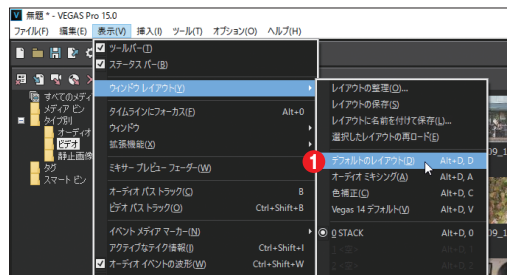 無題 * - VEGAS Pro 15.0
ファイル(F) 編集(E) 表示(V) 挿入(I) ツール(T) オプション(O) ヘルプ(H)
ツールバー(T)
ステータス バー(B)
ウィンドウ レイアウト(Y)
タイムラインにフォーカス(F) Alt+0
ウィンドウ
拡張機能(X)
ミキサー プレビュー フェーダー(W)
オーディオ バス トラック(C) B
ビデオ バス トラック(O) Ctrl+Shift+B
イベント メディア マーカー(N)
アクティブなテイク情報(I) Ctrl+Shift+I
オーディオ イベントの波形(W) Ctrl+Shift+W
すべてのメディ
メディア ビン
タイプ別
オーディオ
ビデオ
静止画像
タグ
スマート ビン
レイアウトの整理(O)...
レイアウトの保存(S)
レイアウトに名前を付けて保存(L)...
選択したレイアウトの再ロード(E)
1
デフォルトのレイアウト(D) Alt+D, D
オーディオ ミキシング(A) Alt+D, A
色補正(C) Alt+D, C
Vegas 14 デフォルト(V) Alt+D, V
0 STACK Alt+D, 0
1 <空> Alt+D, 1
09_1
09_1